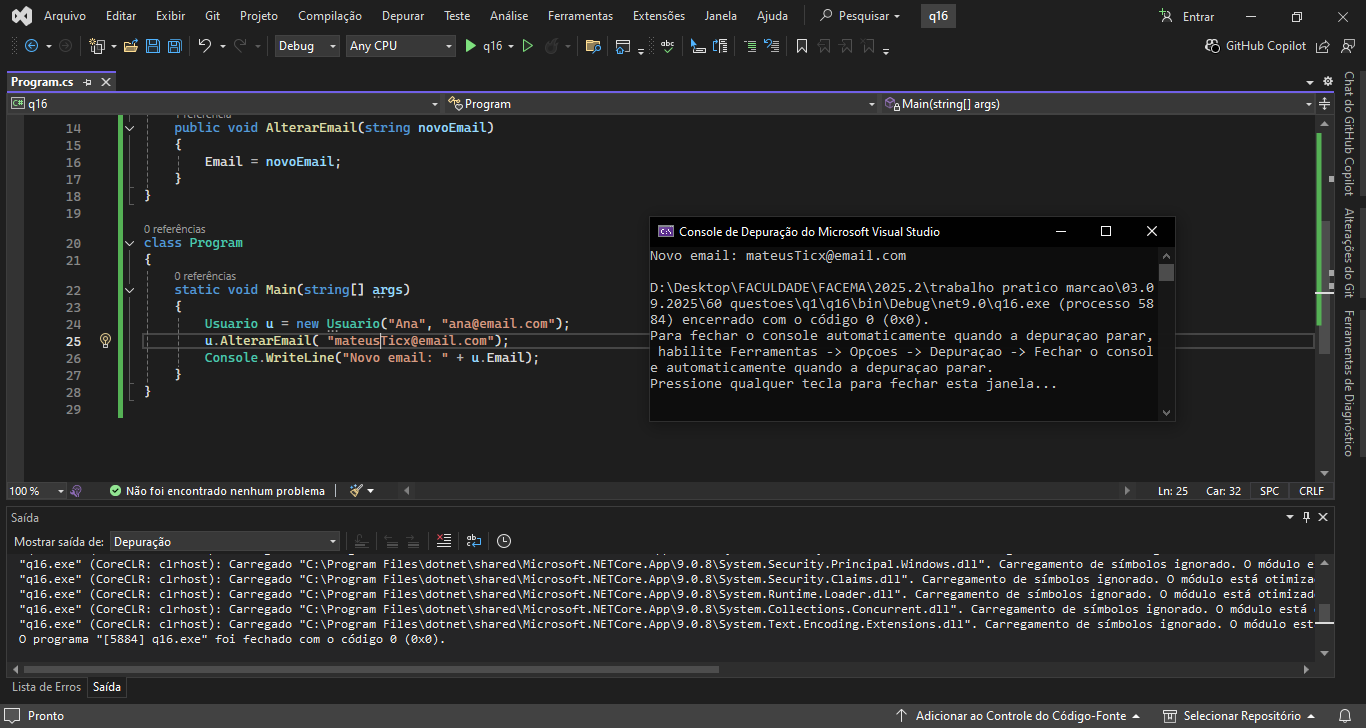 Arquivo Editar Exibir Git Projeto Compilação Depurar Teste Análise Ferramentas Extensões Janela Ajuda Pesquisar q16 Entrar
Debug Any CPU q16 GitHub Copilot
Program.cs
q16 Program Main(string[] args)
1 referência
14 public void AlterarEmail(string novoEmail)
15 {
16 Email = novoEmail;
17 }
18 }
19
0 referências
20 class Program
21 {
0 referências
22 static void Main(string[] args)
23 {
24 Usuario u = new Usuario("Ana", "ana@email.com");
25 u.AlterarEmail( "mateusTicx@email.com");
26 Console.WriteLine("Novo email: " + u.Email);
27 }
28 }
29
Console de Depuração do Microsoft Visual Studio
Novo email: mateusTicx@email.com
D:\Desktop\FACULDADE\FACEMA\2025.2\trabalho pratico marcao\03.0
9.2025\60 questoes\q1\q16\bin\Debug\net9.0\q16.exe (processo 58
84) encerrado com o código 0 (0x0).
Para fechar o console automaticamente quando a depuraçao parar,
habilite Ferramentas -> Opçoes -> Depuraçao -> Fechar o consol
e automaticamente quando a depuraçao parar.
Pressione qualquer tecla para fechar esta janela...
Chat do GitHub Copilot
Alterações do Git
Ferramentas de Diagnóstico
100 % Não foi encontrado nenhum problema Ln: 25 Car: 32 SPC CRLF
Saída
Mostrar saída de: Depuração
"q16.exe" (CoreCLR: clrhost): Carregado "C:\Program Files\dotnet\shared\Microsoft.NETCore.App\9.0.8\System.Security.Principal.Windows.dll". Carregamento de símbolos ignorado. O módulo e
"q16.exe" (CoreCLR: clrhost): Carregado "C:\Program Files\dotnet\shared\Microsoft.NETCore.App\9.0.8\System.Security.Claims.dll". Carregamento de símbolos ignorado. O módulo está otimiza
"q16.exe" (CoreCLR: clrhost): Carregado "C:\Program Files\dotnet\shared\Microsoft.NETCore.App\9.0.8\System.Runtime.Loader.dll". Carregamento de símbolos ignorado. O módulo está otimizad
"q16.exe" (CoreCLR: clrhost): Carregado "C:\Program Files\dotnet\shared\Microsoft.NETCore.App\9.0.8\System.Collections.Concurrent.dll". Carregamento de símbolos ignorado. O módulo está
"q16.exe" (CoreCLR: clrhost): Carregado "C:\Program Files\dotnet\shared\Microsoft.NETCore.App\9.0.8\System.Text.Encoding.Extensions.dll". Carregamento de símbolos ignorado. O módulo est
O programa "[5884] q16.exe" foi fechado com o código 0 (0x0).
Lista de Erros Saída
Pronto Adicionar ao Controle do Código-Fonte Selecionar Repositório